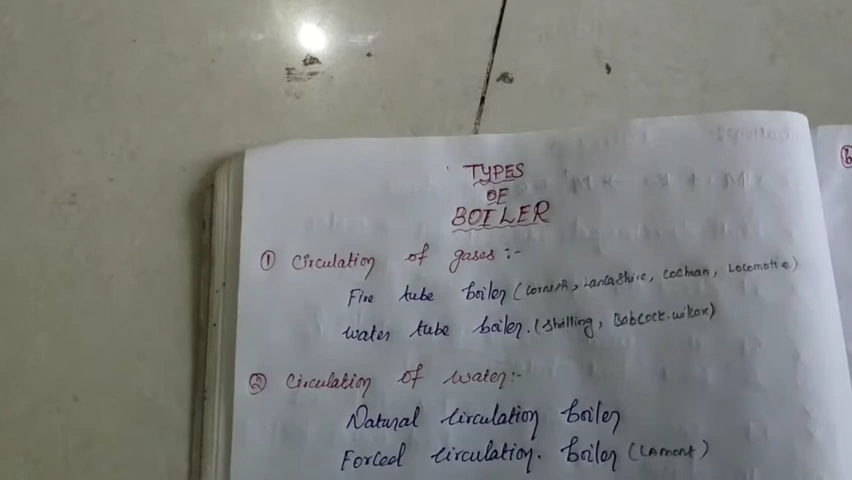 TYPES
OF
BOILER
① Circulation of gases :-
Fire tube boiler (Cornish, Lancashire, Cochran, Locomotive)
Water tube boiler. (Stirling, Babcock-wilcox)
② Circulation of water:-
Natural circulation boiler
Forced circulation. boiler (Lamont)